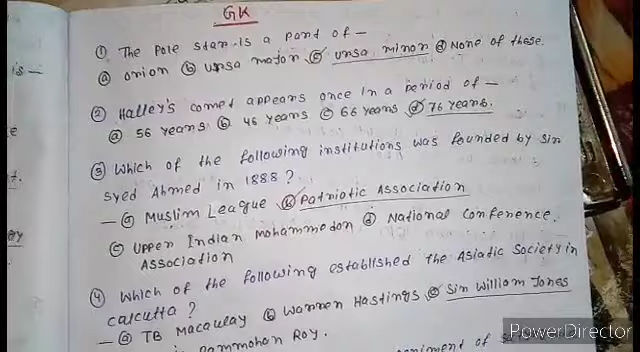 GK
① The Pole star is a part of —
ⓐ orion ⓑ ursa major ⓒ ursa minor ⓓ None of these.
② Halley's comet appears once in a period of —
ⓐ 56 years ⓑ 46 years ⓒ 66 years ⓓ 76 years.
③ Which of the following institutions was founded by Sir
Syed Ahmed in 1888?
— ⓐ Muslim League ⓑ Patriotic Association
ⓒ Upper Indian Mohammedon ⓓ National Conference.
Association
④ Which of the following established the Asiatic Society in
calcutta?
— ⓐ TB Macaulay ⓑ Warren Hastings ⓒ Sir William Jones
Rammohan Roy.
PowerDirector